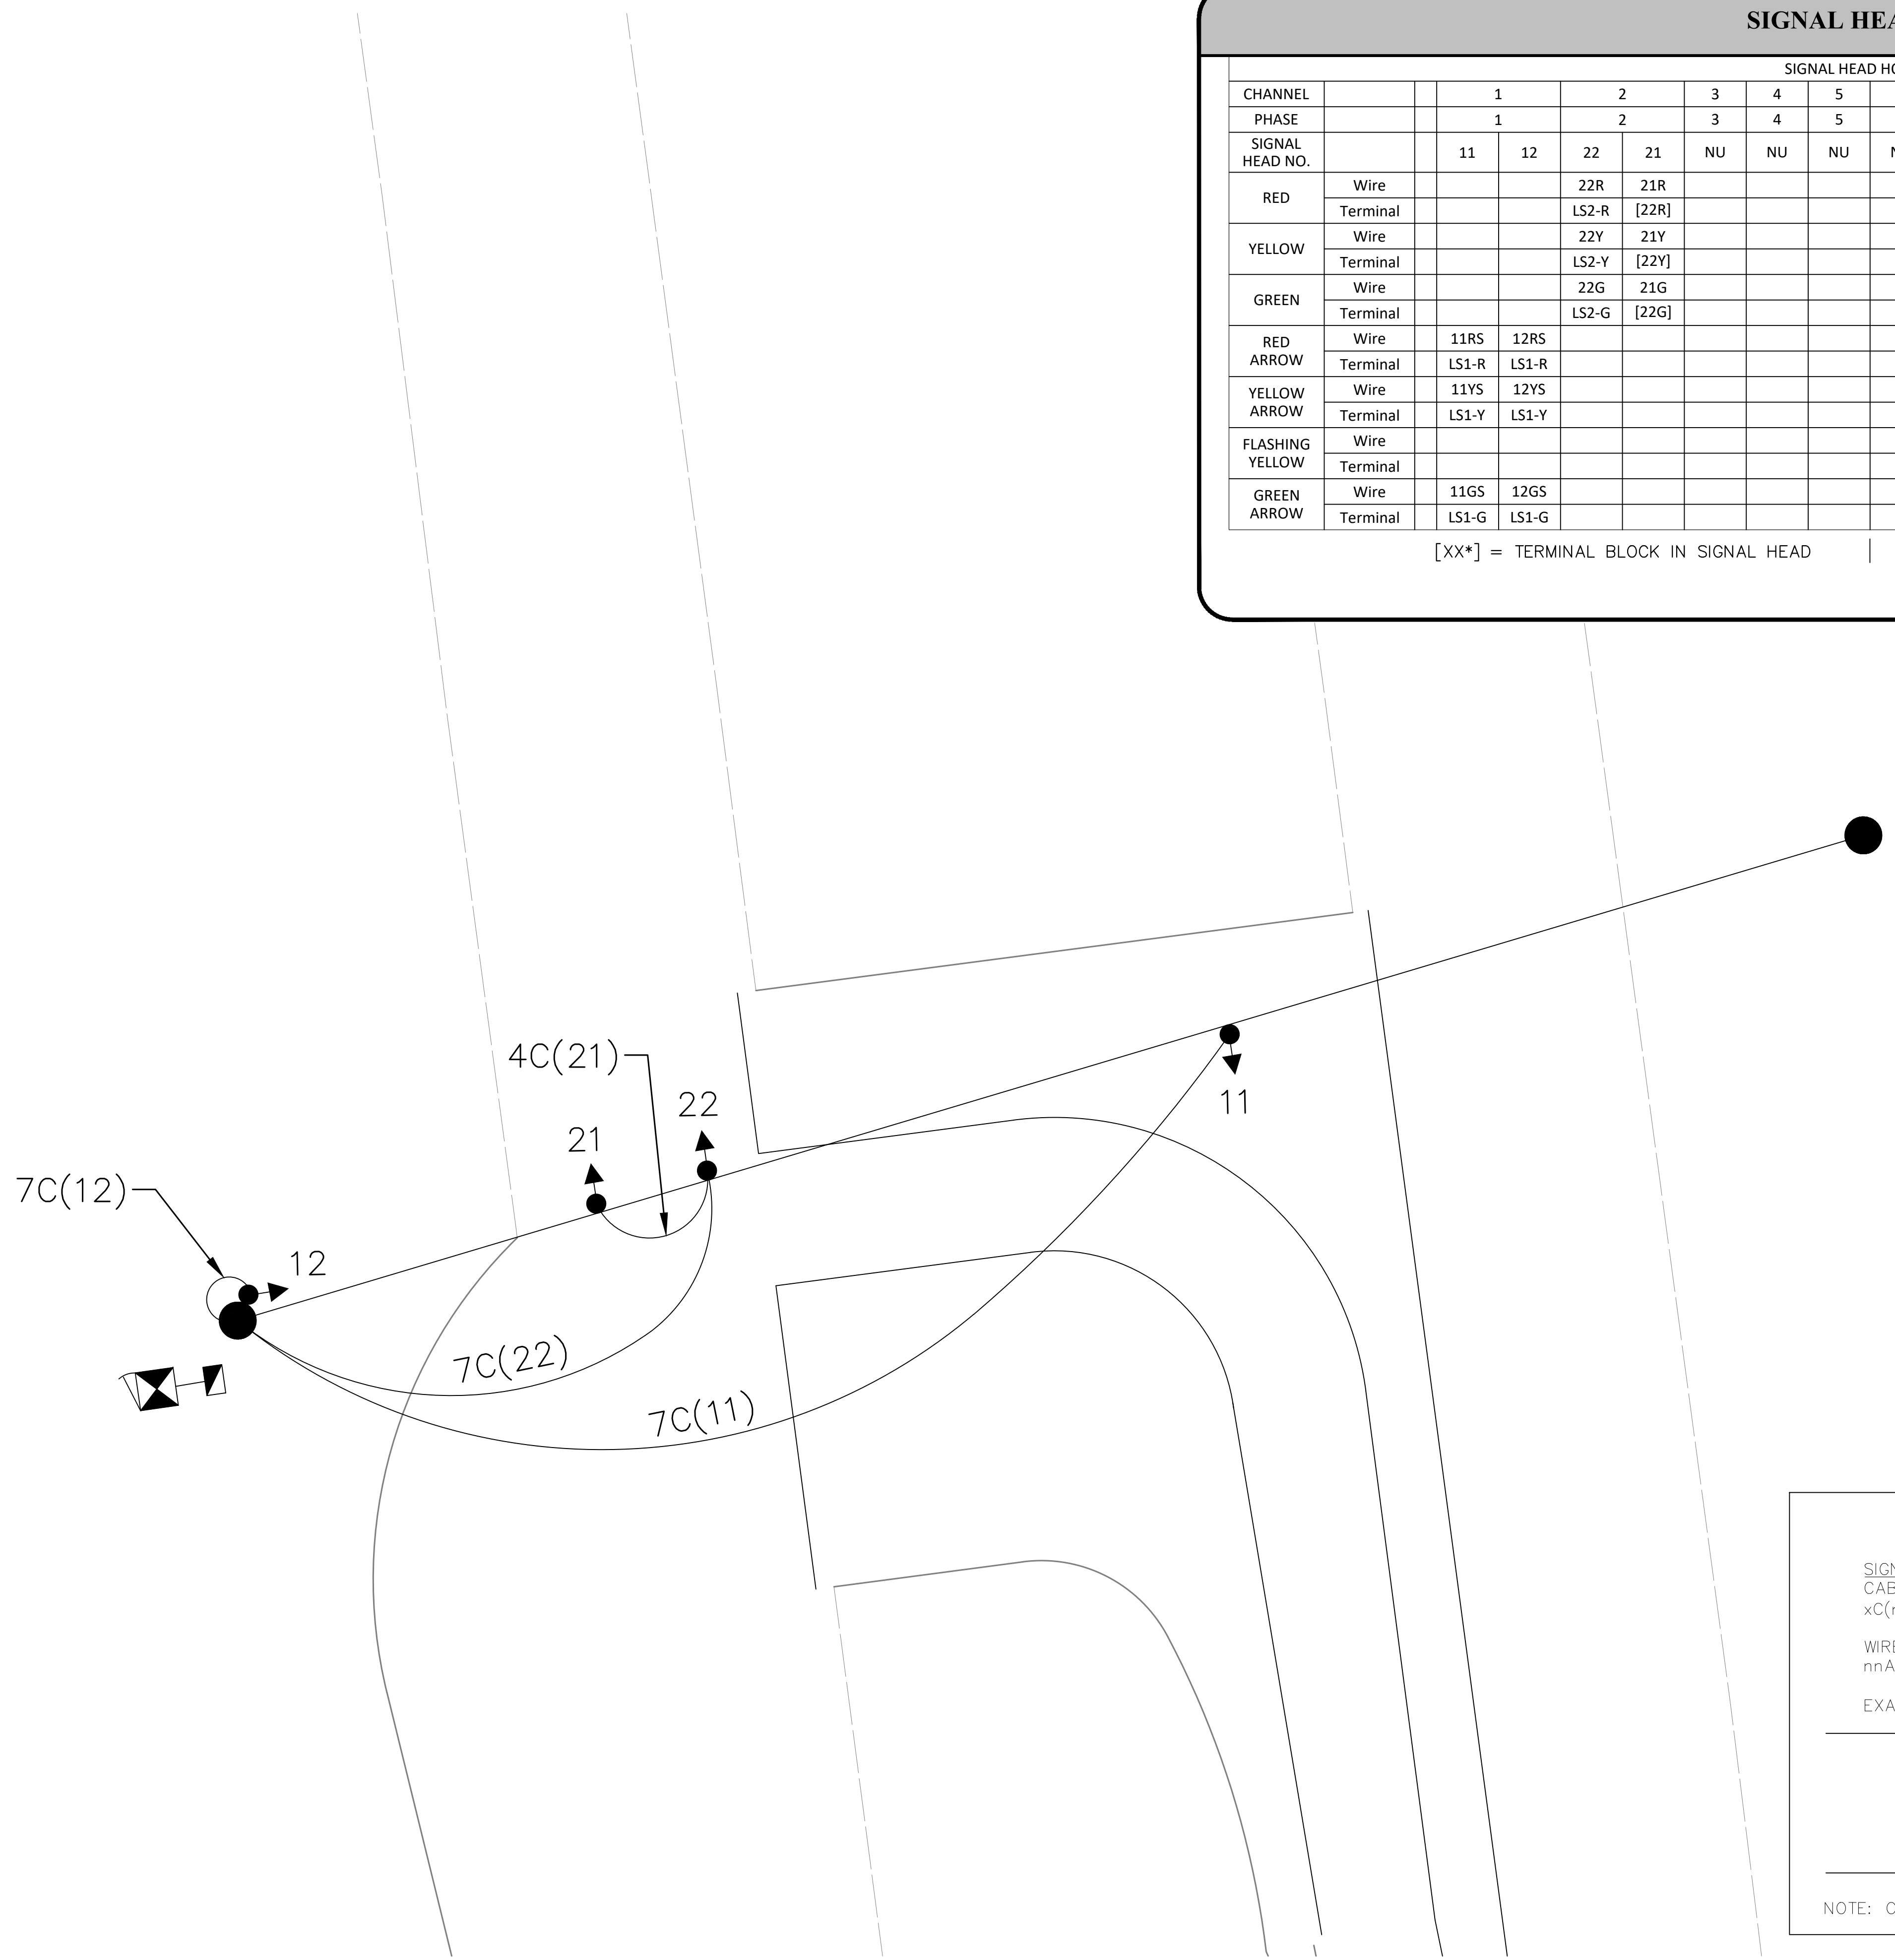 SIGNAL
SIGNAL HEAD
CHANNEL 1 2 3 4 5
PHASE 1 2 3 4 5
SIGNAL HEAD NO. 11 12 22 21 NU NU NU
RED Wire 22R 21R
Terminal LS2-R [22R]
YELLOW Wire 22Y 21Y
Terminal LS2-Y [22Y]
GREEN Wire 22G 21G
Terminal LS2-G [22G]
RED ARROW Wire 11RS 12RS
Terminal LS1-R LS1-R
YELLOW ARROW Wire 11YS 12YS
Terminal LS1-Y LS1-Y
FLASHING YELLOW Wire
Terminal
GREEN ARROW Wire 11GS 12GS
Terminal LS1-G LS1-G
[XX*] = TERMINAL BLOCK IN SIGNAL HEAD
4C(21)
22
11
21
7C(12)
12
7C(22)
7C(11)
NOTE: